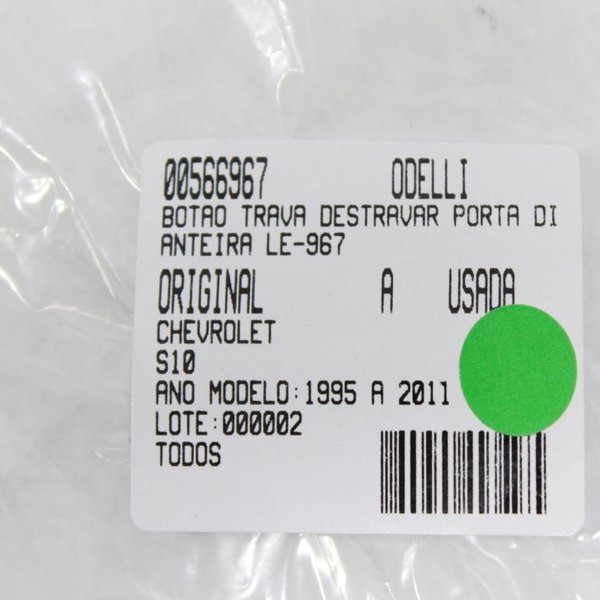 00566967 ODELLI
BOTAO TRAVA DESTRAVAR PORTA DI
ANTEIRA LE-967
ORIGINAL A USADA
CHEVROLET
S10
ANO MODELO:1995 A 2011
LOTE:000002
TODOS